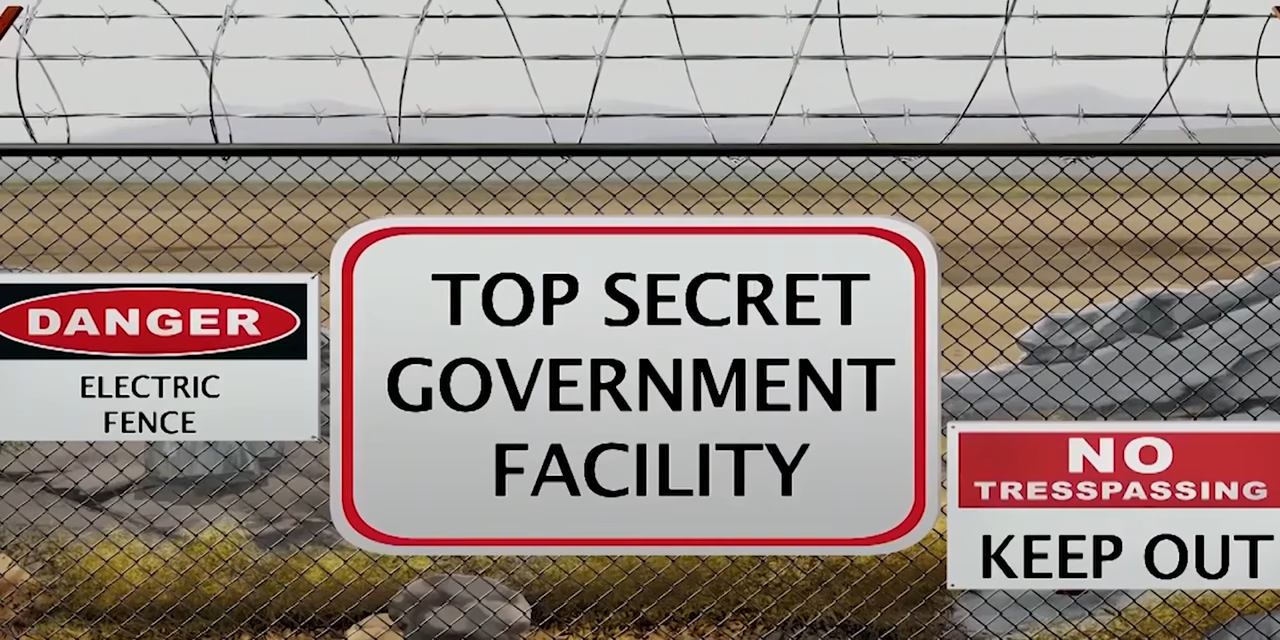 DANGER
ELECTRIC
FENCE
TOP SECRET
GOVERNMENT
FACILITY
NO
TRESSPASSING
KEEP OUT